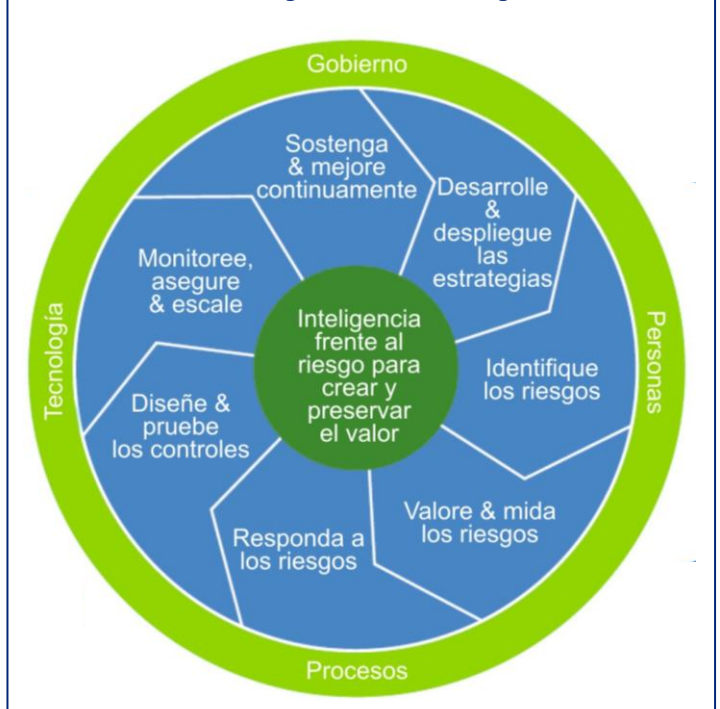 Gobierno
Sostenga
& mejore
continuamente
Desarrolle
&
despliegue
las
estrategias
Monitoree,
asegure
& escale
Tecnología
Inteligencia
frente al
riesgo para
crear y
preservar
el valor
Personas
Identifique
los riesgos
Diseñe &
pruebe
los controles
Valore & mida
los riesgos
Responda a
los riesgos
Procesos